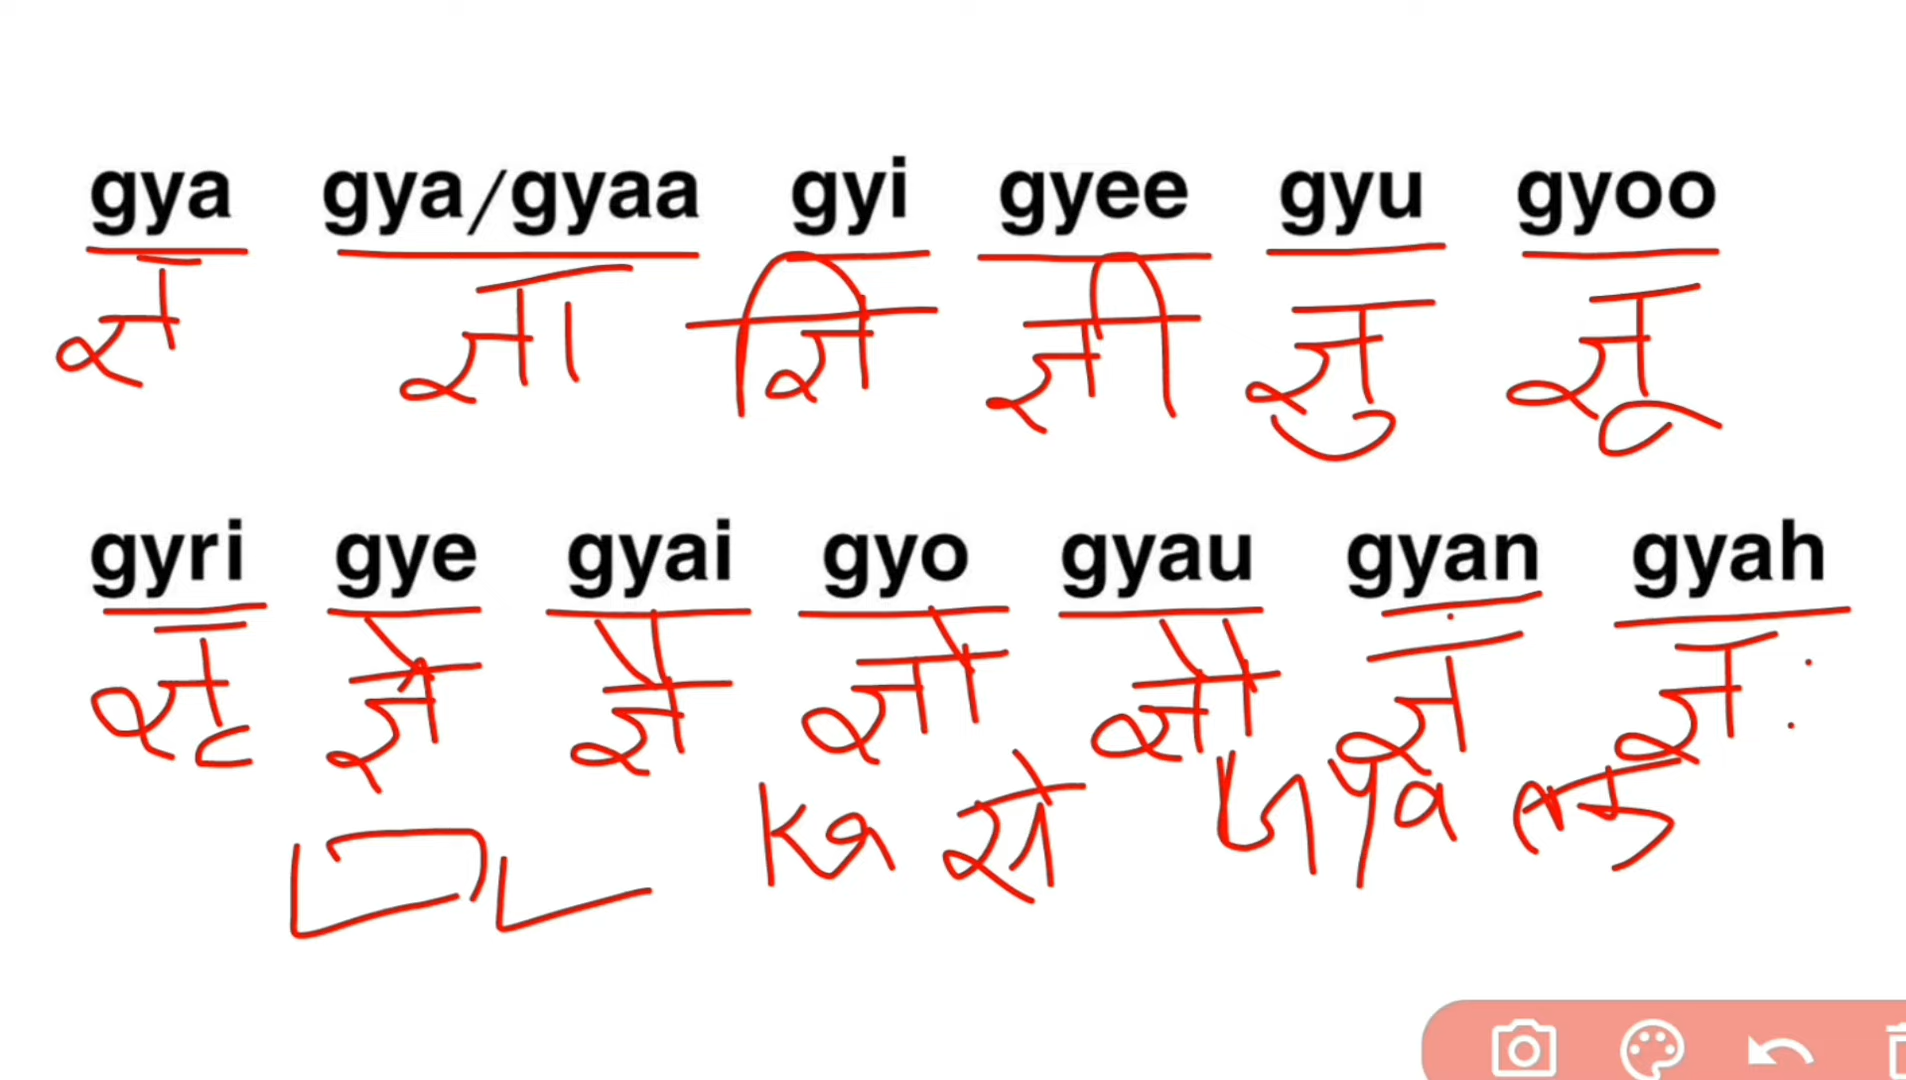 gya gya/gyaa gyi gyee gyu gyoo
ज्ञ ज्ञा ज्ञि ज्ञी ज्ञु ज्ञू
gyri gye gyai gyo gyau gyan gyah
ज्ञृ ज्ञे ज्ञै ज्ञो ज्ञौ ज्ञं ज्ञः
Ka gya